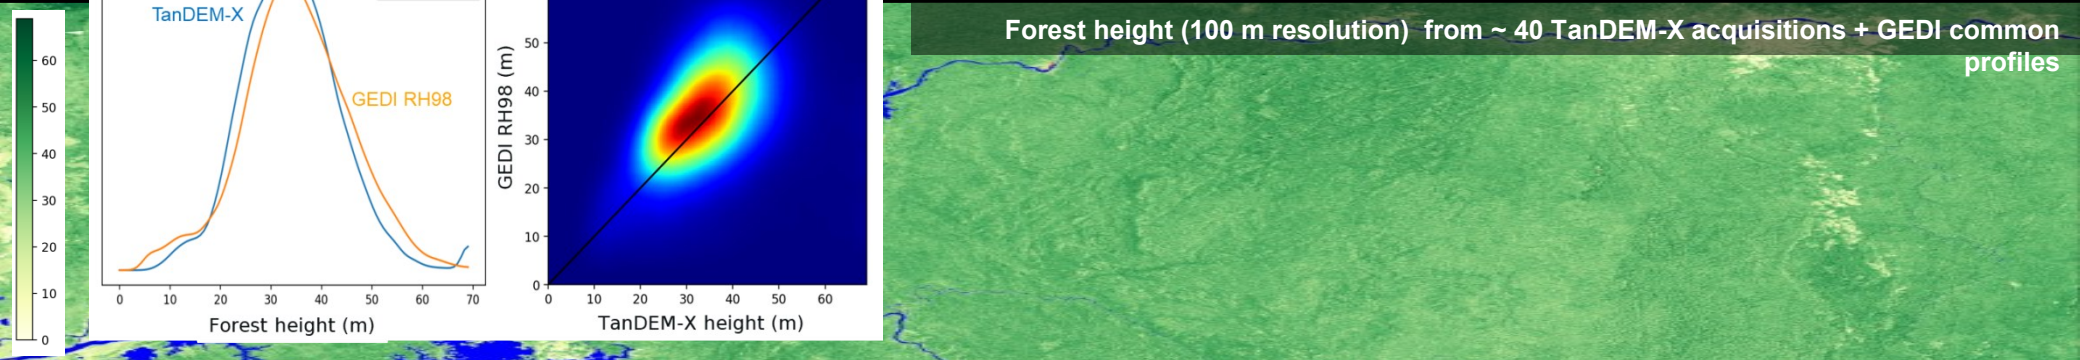 Forest height (100 m resolution) from ~ 40 TanDEM-X acquisitions + GEDI common
profiles
60
50
40
30
20
10
0
TanDEM-X
GEDI RH98
0 10 20 30 40 50 60 70
Forest height (m)
GEDI RH98 (m)
50
40
30
20
10
0
0 10 20 30 40 50 60
TanDEM-X height (m)